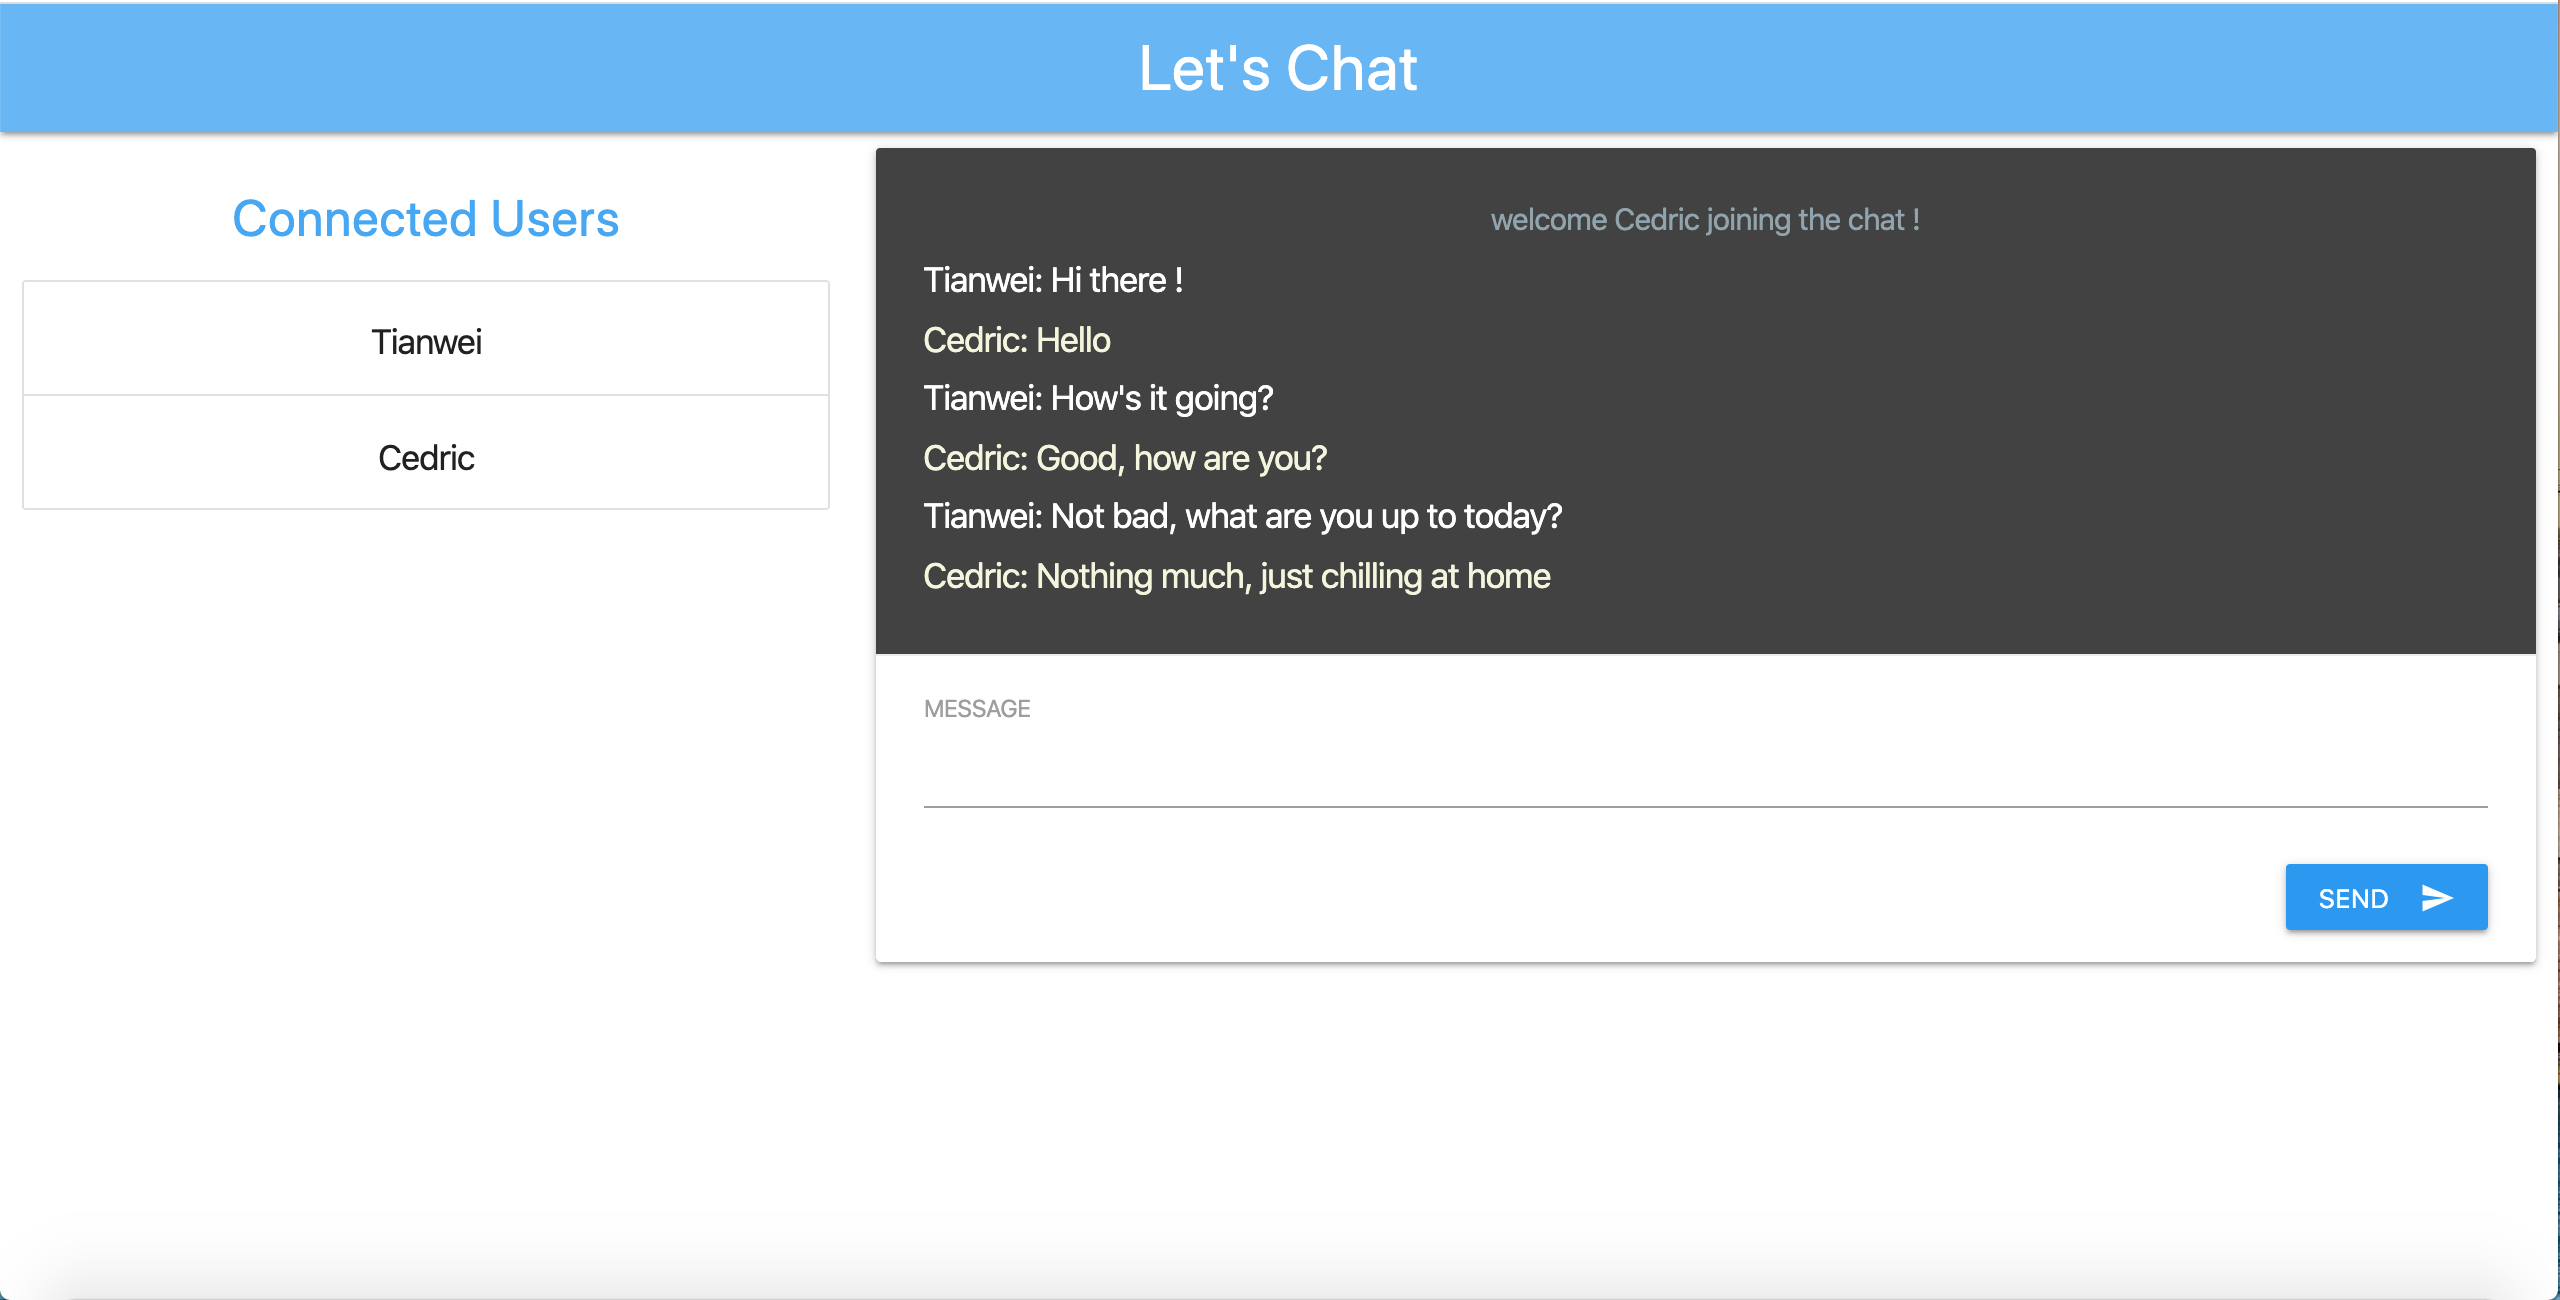 Let's Chat
Connected Users
Tianwei
Cedric
welcome Cedric joining the chat !
Tianwei: Hi there !
Cedric: Hello
Tianwei: How's it going?
Cedric: Good, how are you?
Tianwei: Not bad, what are you up to today?
Cedric: Nothing much, just chilling at home
MESSAGE
SEND